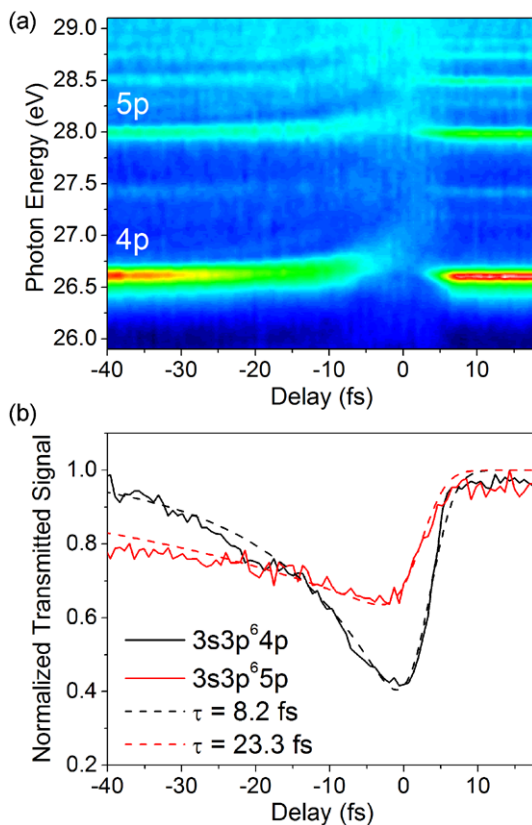 (a)
29.0
28.5
5p
28.0
27.5
27.0
4p
26.5
26.0
Photon Energy (eV)
-40 -30 -20 -10 0 10
Delay (fs)
(b)
1.0
0.8
0.6
0.4
0.2
Normalized Transmitted Signal
3s3p⁶4p
3s3p⁶5p
τ = 8.2 fs
τ = 23.3 fs
-40 -30 -20 -10 0 10
Delay (fs)